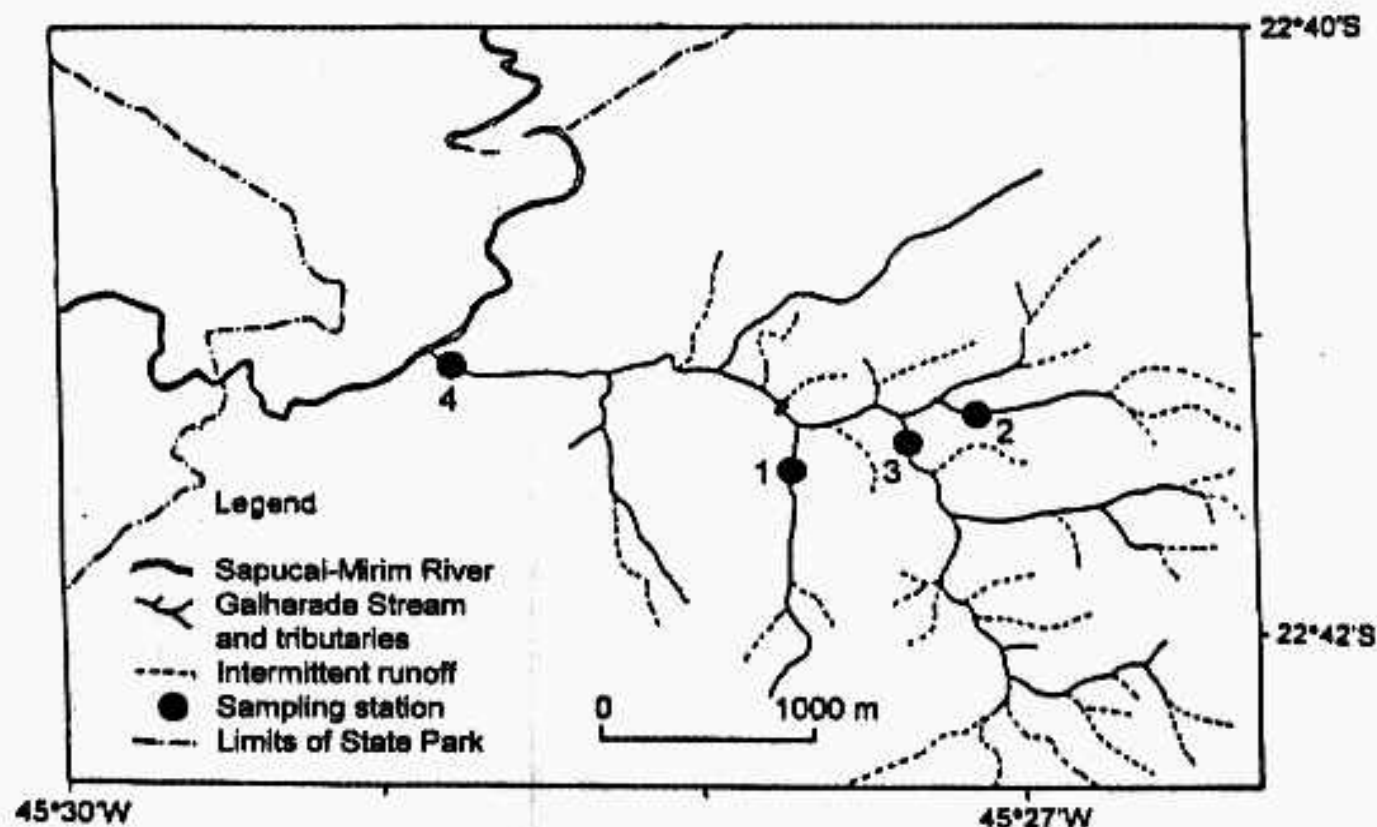 22°40'S
4
1
3
2
Legend
Sapucai-Mirim River
Galharada Stream
and tributaries
Intermittent runoff
Sampling station
Limits of State Park
0 1000 m
22°42'S
45°30'W
45°27'W